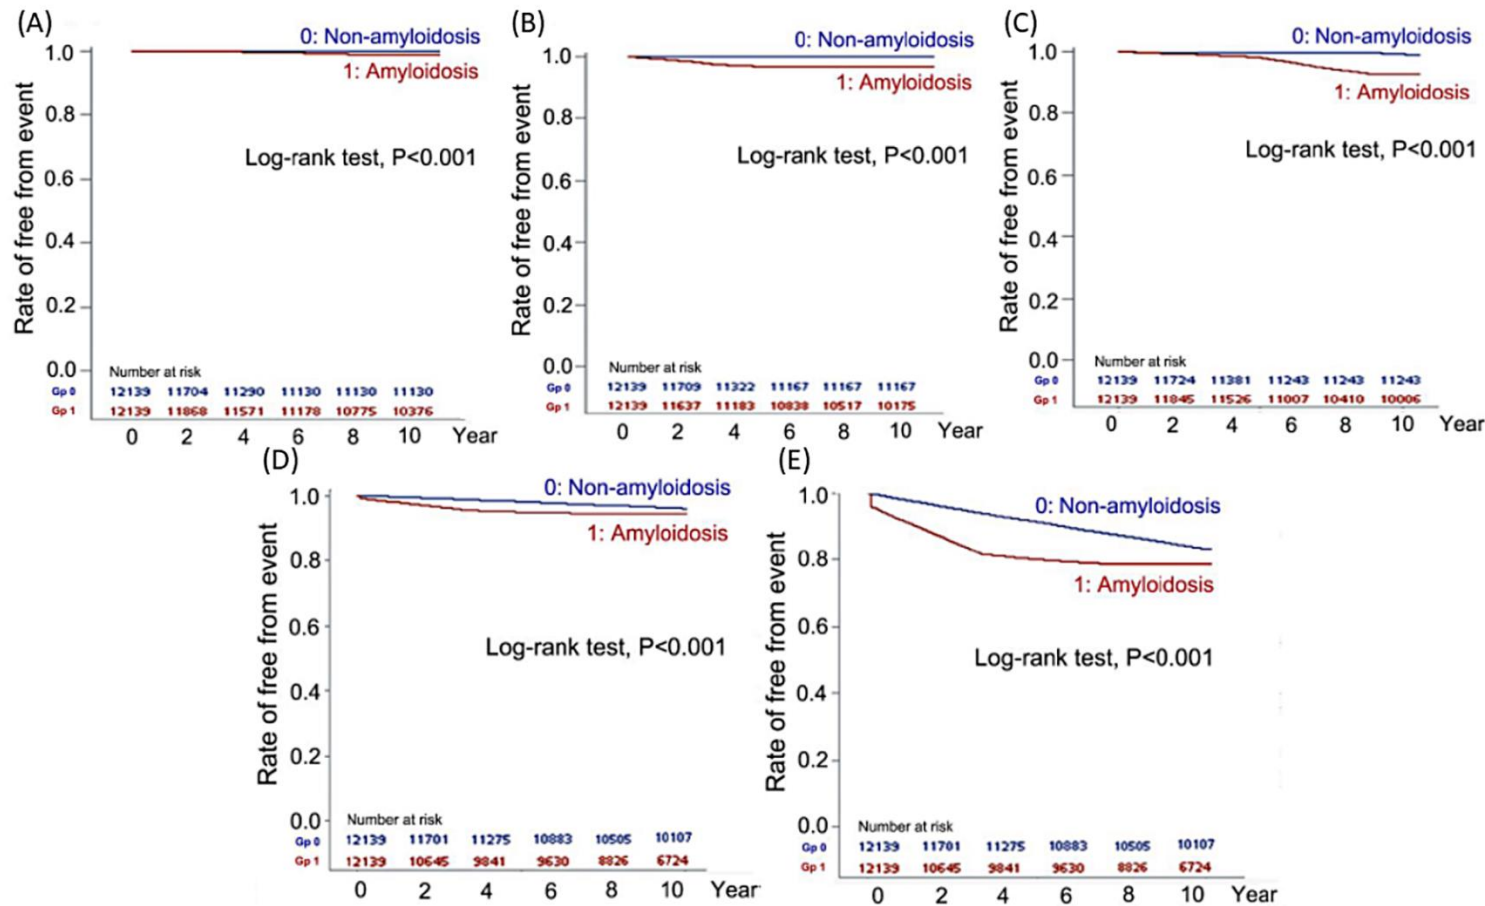 (A)
0: Non-amyloidosis
1: Amyloidosis
Log-rank test, P<0.001
Rate of free from event
1.0
0.8
0.6
0.4
0.2
0.0
Number at risk
Gp 0 12139 11704 11290 11130 11130 11130
Gp 1 12139 11868 11571 11178 10775 10376
0 2 4 6 8 10 Year
(B)
0: Non-amyloidosis
1: Amyloidosis
Log-rank test, P<0.001
Rate of free from event
1.0
0.8
0.6
0.4
0.2
0.0
Number at risk
Gp 0 12139 11709 11322 11167 11167 11167
Gp 1 12139 11637 11183 10838 10517 10175
0 2 4 6 8 10 Year
(C)
0: Non-amyloidosis
1: Amyloidosis
Log-rank test, P<0.001
Rate of free from event
1.0
0.8
0.6
0.4
0.2
0.0
Number at risk
Gp 0 12139 11724 11381 11243 11243 11243
Gp 1 12139 11845 11526 11007 10410 10006
0 2 4 6 8 10 Year
(D)
0: Non-amyloidosis
1: Amyloidosis
Log-rank test, P<0.001
Rate of free from event
1.0
0.8
0.6
0.4
0.2
0.0
Number at risk
Gp 0 12139 11701 11275 10883 10505 10107
Gp 1 12139 10645 9841 9630 8826 6724
0 2 4 6 8 10 Year
(E)
0: Non-amyloidosis
1: Amyloidosis
Log-rank test, P<0.001
Rate of free from event
1.0
0.8
0.6
0.4
0.2
0.0
Number at risk
Gp 0 12139 11701 11275 10883 10505 10107
Gp 1 12139 10645 9841 9630 8826 6724
0 2 4 6 8 10 Year